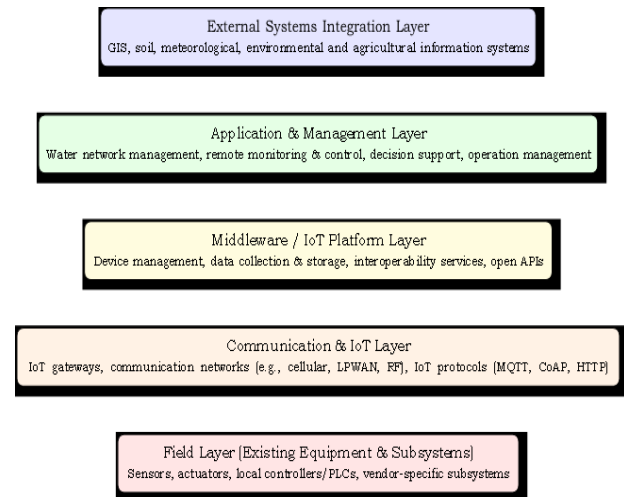 External Systems Integration Layer
GIS, soil, meteorological, environmental and agricultural information systems
Application & Management Layer
Water network management, remote monitoring & control, decision support, operation management
Middleware / IoT Platform Layer
Device management, data collection & storage, interoperability services, open APIs
Communication & IoT Layer
IoT gateways, communication networks (e.g., cellular, LPWAN, RF), IoT protocols (MQTT, CoAP, HTTP)
Field Layer (Existing Equipment & Subsystems)
Sensors, actuators, local controllers/PLCs, vendor-specific subsystems